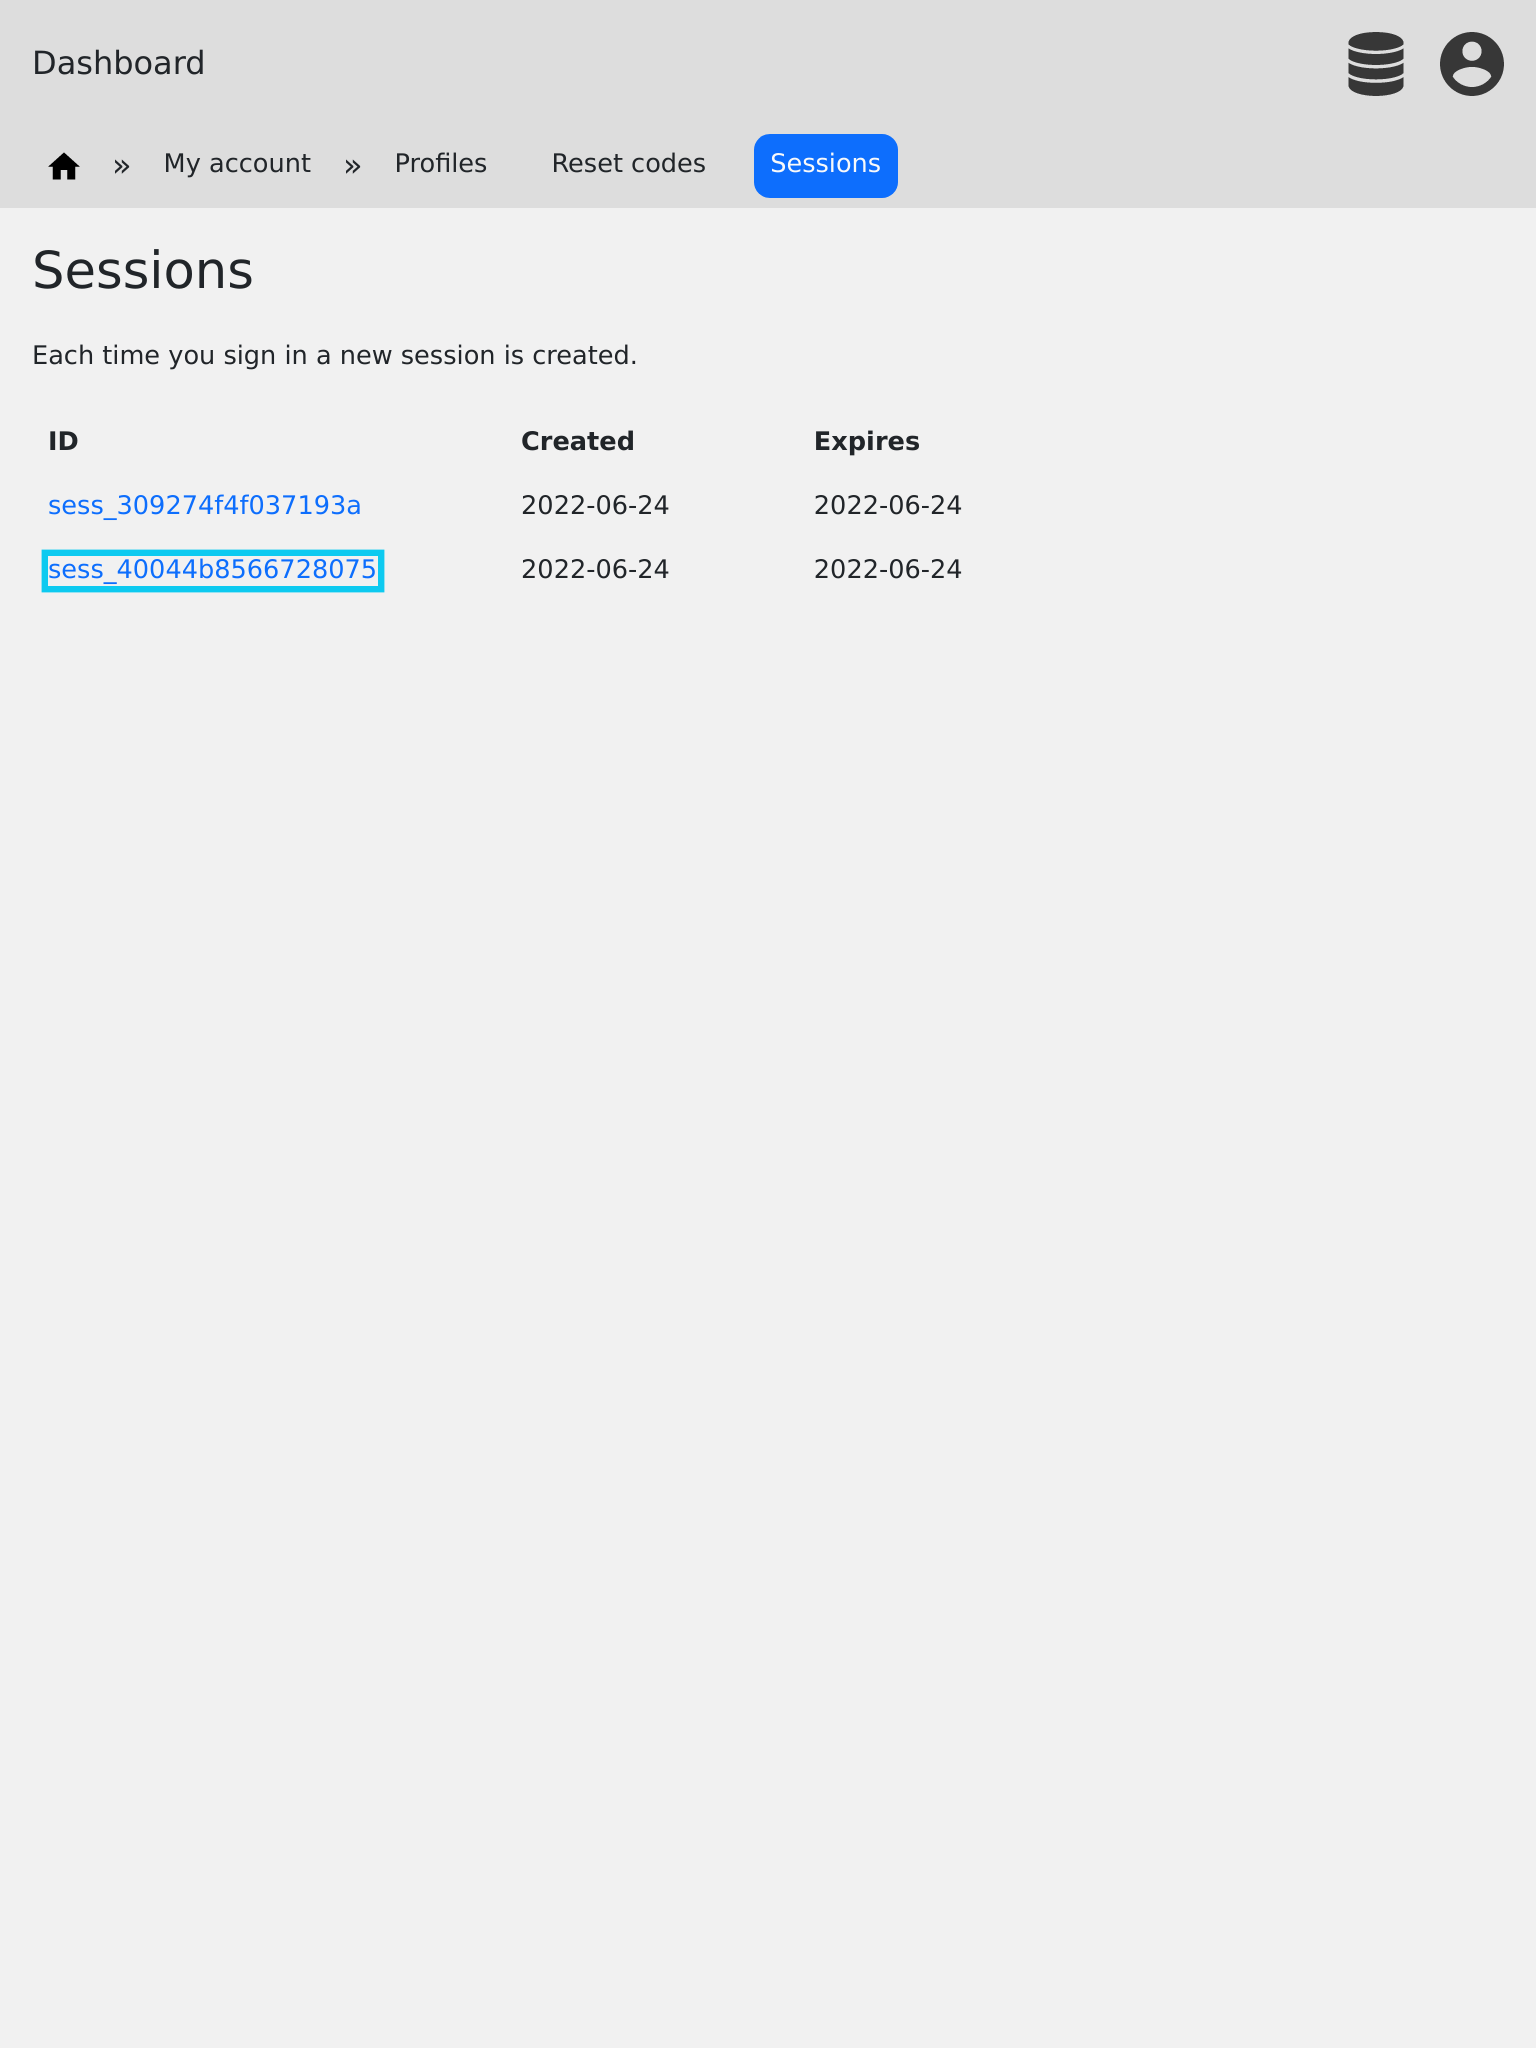 Dashboard
» My account » Profiles Reset codes Sessions
Sessions
Each time you sign in a new session is created.
ID Created Expires
sess_309274f4f037193a 2022-06-24 2022-06-24
sess_40044b8566728075 2022-06-24 2022-06-24